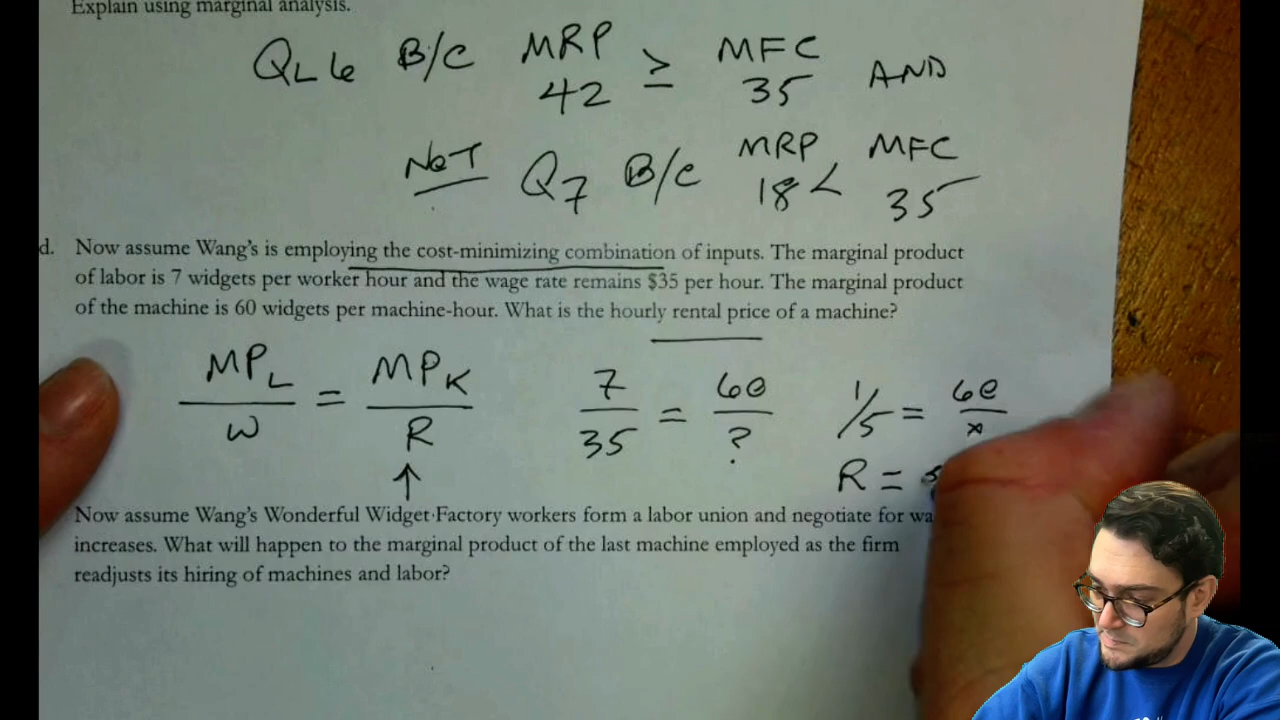 Explain using marginal analysis.
QL 6 B/C MRP ≥ MFC AND
42 35
NOT Q7 B/C MRP < MFC
18 35
d. Now assume Wang's is employing the cost-minimizing combination of inputs. The marginal product
of labor is 7 widgets per worker hour and the wage rate remains $35 per hour. The marginal product
of the machine is 60 widgets per machine-hour. What is the hourly rental price of a machine?
MPL = MPK 7 = 60 1/5 = 60
W R 35 ? x
↑ R =
Now assume Wang's Wonderful Widget Factory workers form a labor union and negotiate for
increases. What will happen to the marginal product of the last machine employed as the firm
readjusts its hiring of machines and labor?